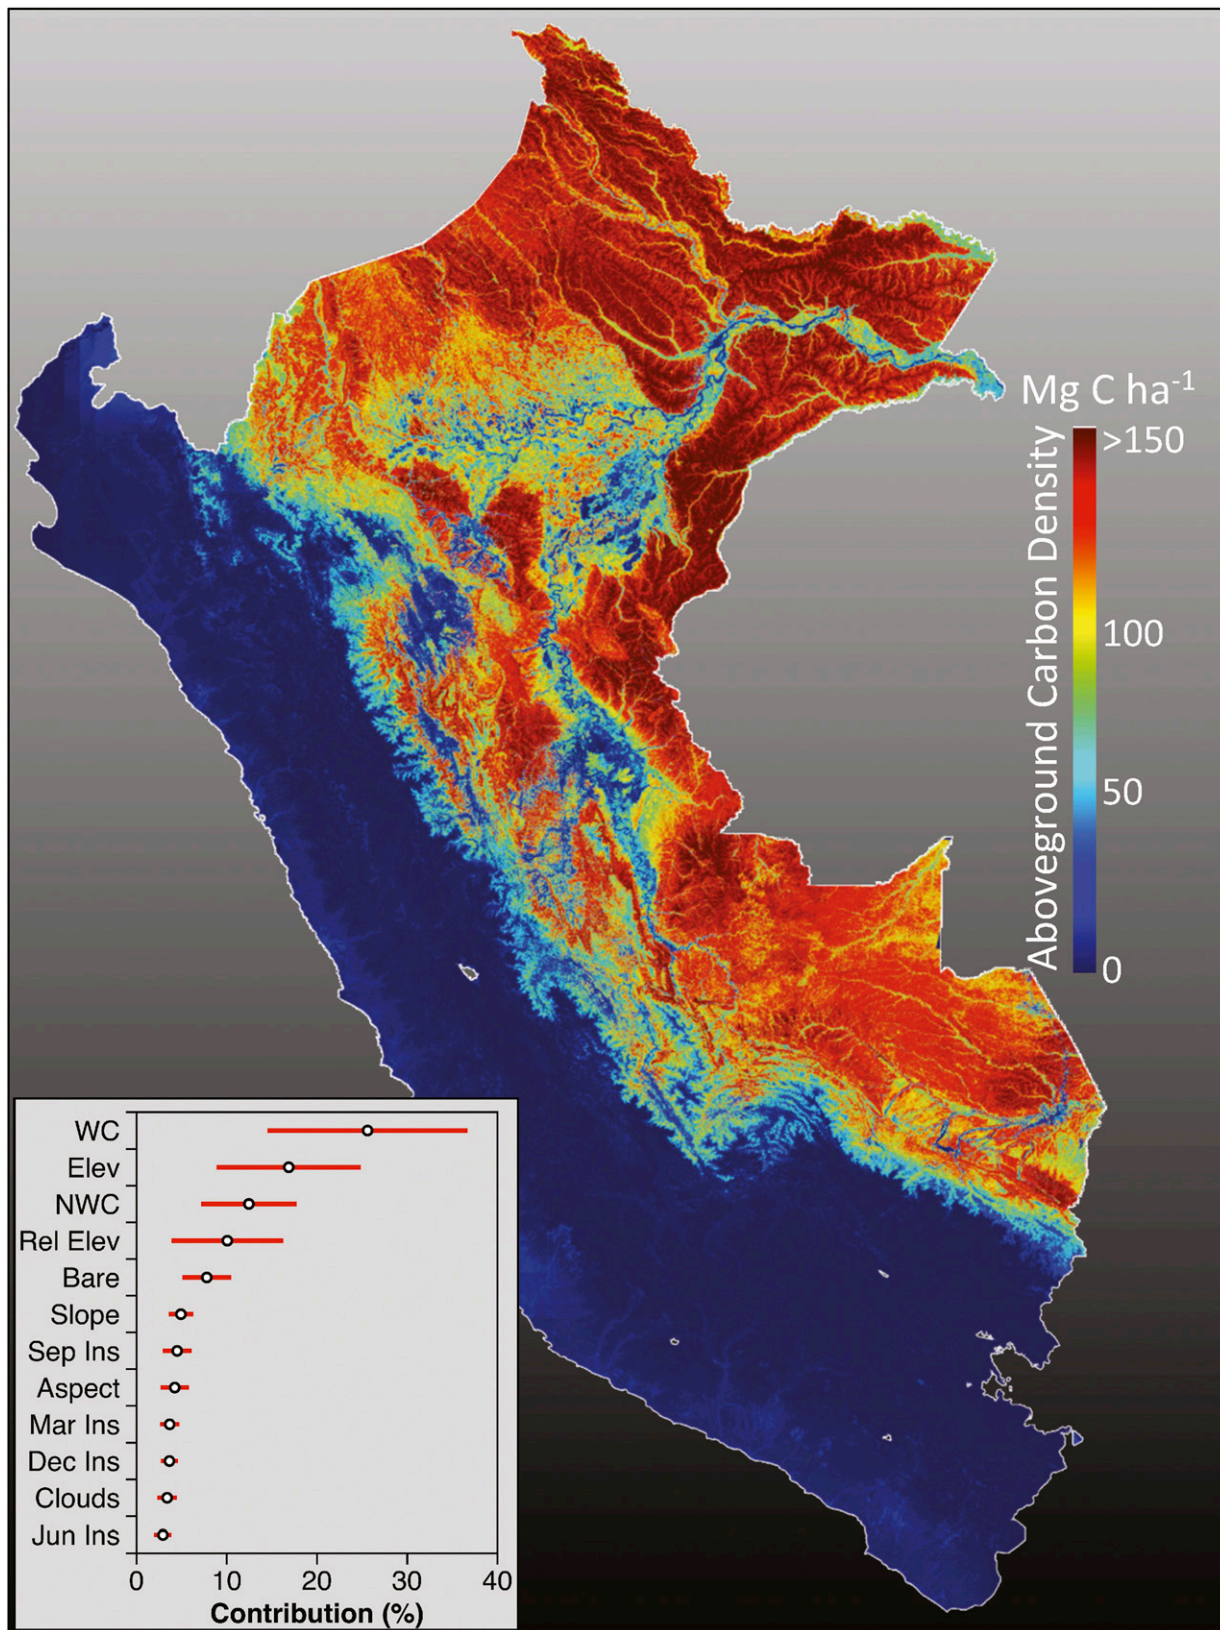 Mg C ha⁻¹
Aboveground Carbon Density
>150
100
50
0
WC
Elev
NWC
Rel Elev
Bare
Slope
Sep Ins
Aspect
Mar Ins
Dec Ins
Clouds
Jun Ins
0 10 20 30 40
Contribution (%)